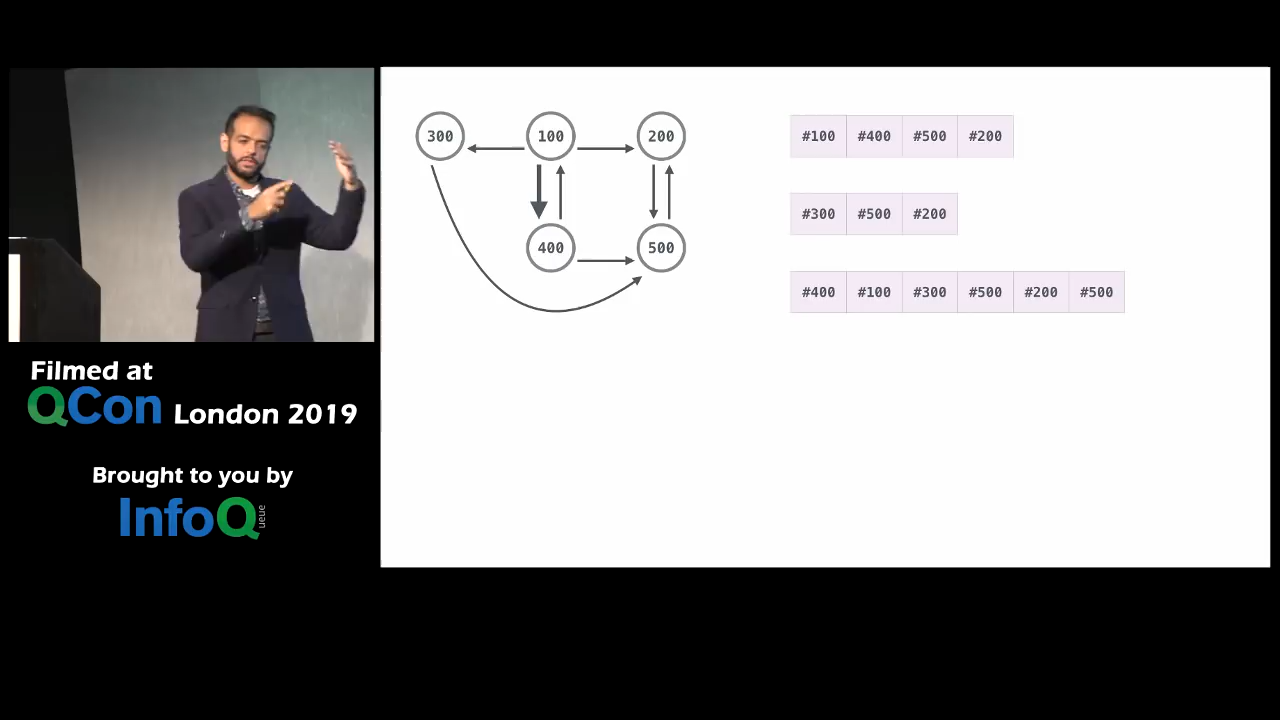 300 100 200
400 500
#100 #400 #500 #200
#300 #500 #200
#400 #100 #300 #500 #200 #500
Filmed at
QCon London 2019
Brought to you by
InfoQ
ueue